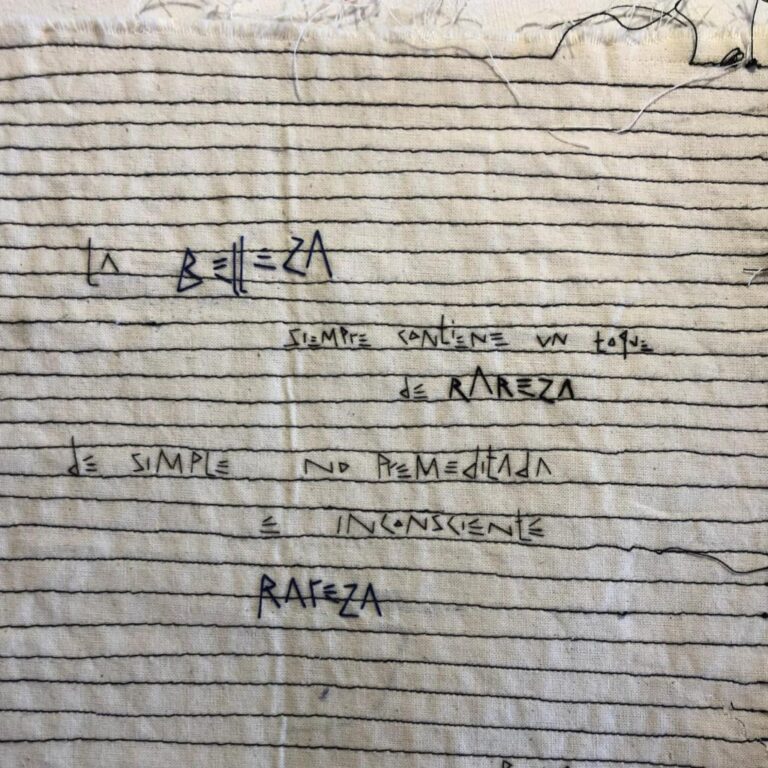 LA BELLEZA
SIEMPrE CONtIENE UN toque
dE RAREZA
dE SIMPLE NO PrEMEditAdA
E INCONSCIENtE
RArEZA